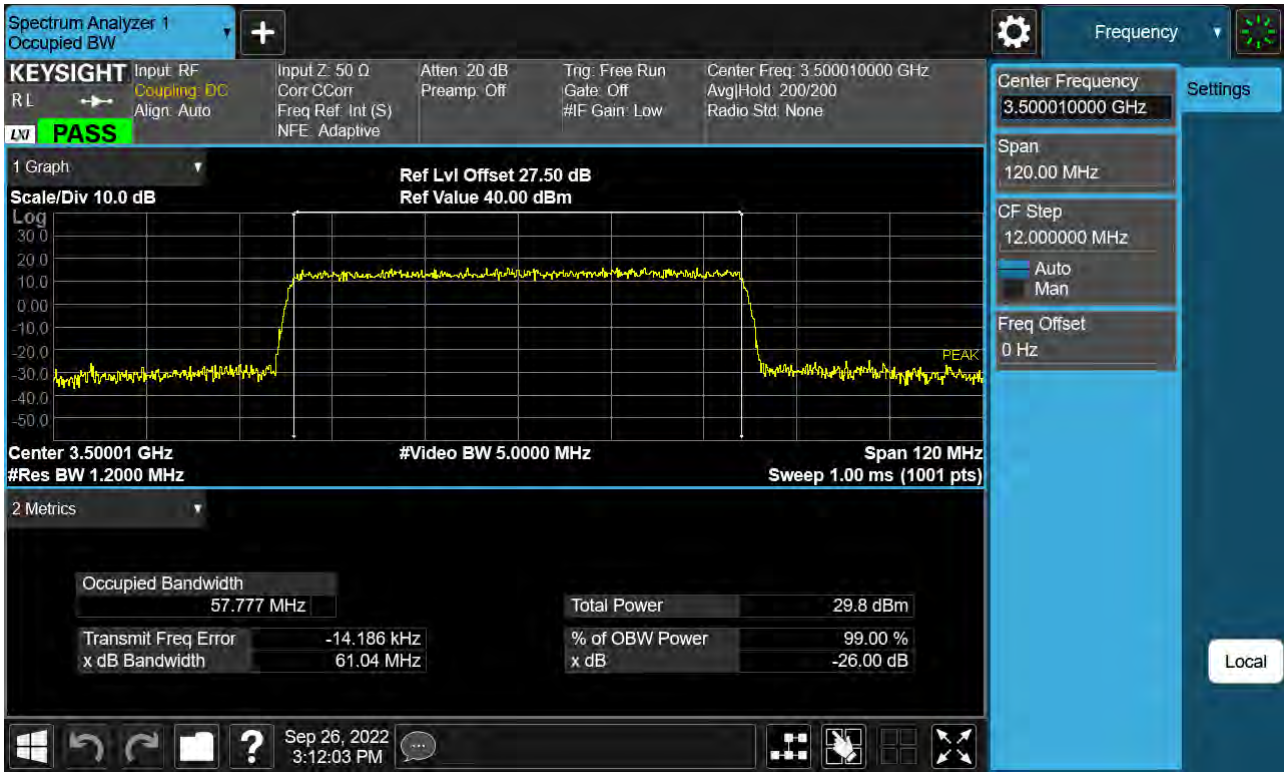 Spectrum Analyzer 1
Occupied BW
+
Frequency
KEYSIGHT
RL
LXI PASS
Input: RF
Coupling: DC
Align: Auto
Input Z: 50 Ω
Corr CCorr
Freq Ref: Int (S)
NFE: Adaptive
Atten: 20 dB
Preamp: Off
Trig: Free Run
Gate: Off
#IF Gain: Low
Center Freq: 3.500010000 GHz
Avg|Hold: 200/200
Radio Std: None
Center Frequency
3.500010000 GHz
Settings
Span
120.00 MHz
CF Step
12.000000 MHz
Auto
Man
Freq Offset
0 Hz
Local
1 Graph
Scale/Div 10.0 dB
Ref Lvl Offset 27.50 dB
Ref Value 40.00 dBm
Log
30.0
20.0
10.0
0.00
-10.0
-20.0
-30.0
-40.0
-50.0
PEAK
Center 3.50001 GHz
#Video BW 5.0000 MHz
Span 120 MHz
#Res BW 1.2000 MHz
Sweep 1.00 ms (1001 pts)
2 Metrics
Occupied Bandwidth
57.777 MHz
Total Power 29.8 dBm
Transmit Freq Error -14.186 kHz
% of OBW Power 99.00 %
x dB Bandwidth 61.04 MHz
x dB -26.00 dB
?
Sep 26, 2022
3:12:03 PM